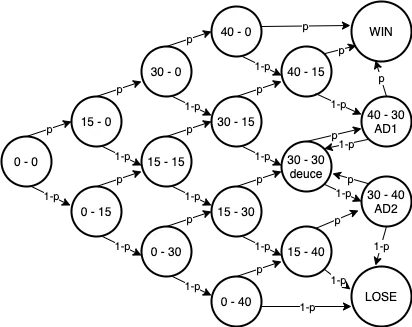 40 - 0
p
WIN
p
p
1-p
30 - 0
40 - 15
p
p
1-p
p
1-p
15 - 0
30 - 15
40 - 30
AD1
p
1-p
p
1-p
p
1-p
0 - 0
15 - 15
30 - 30
deuce
1-p
p
1-p
p
p
1-p
0 - 15
15 - 30
30 - 40
AD2
1-p
p
1-p
p
1-p
0 - 30
15 - 40
1-p
p
1-p
0 - 40
1-p
LOSE